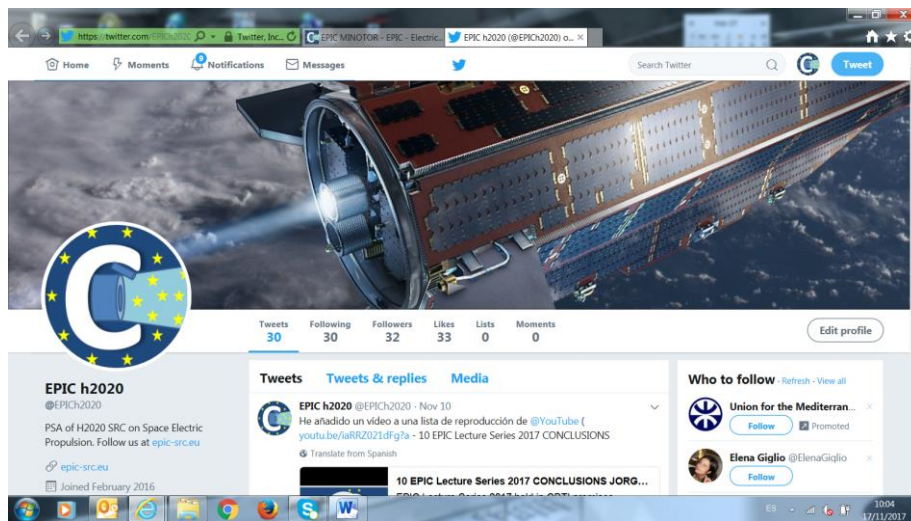 https://twitter.com/EPICh2020
Twitter, Inc...
EPIC MINOTOR - EPIC - Electric...
EPIC h2020 (@EPICh2020) o...
Home
Moments
9
Notifications
Messages
Search Twitter
Tweet
Tweets
Following
Followers
Likes
Lists
Moments
30
30
32
33
0
0
Edit profile
EPIC h2020
@EPICh2020
PSA of H2020 SRC on Space Electric
Propulsion. Follow us at epic-src.eu
epic-src.eu
Joined February 2016
Tweets
Tweets & replies
Media
EPIC h2020 @EPICh2020 · Nov 10
He añadido un vídeo a una lista de reproducción de @YouTube (
youtu.be/iaRRZ021dFg?a - 10 EPIC Lecture Series 2017 CONCLUSIONS
Translate from Spanish
10 EPIC Lecture Series 2017 CONCLUSIONS JORG...
Who to follow · Refresh · View all
Union for the Mediterran...
Follow
Promoted
Elena Giglio @ElenaGiglio
Follow
ES
10:04
17/11/2017